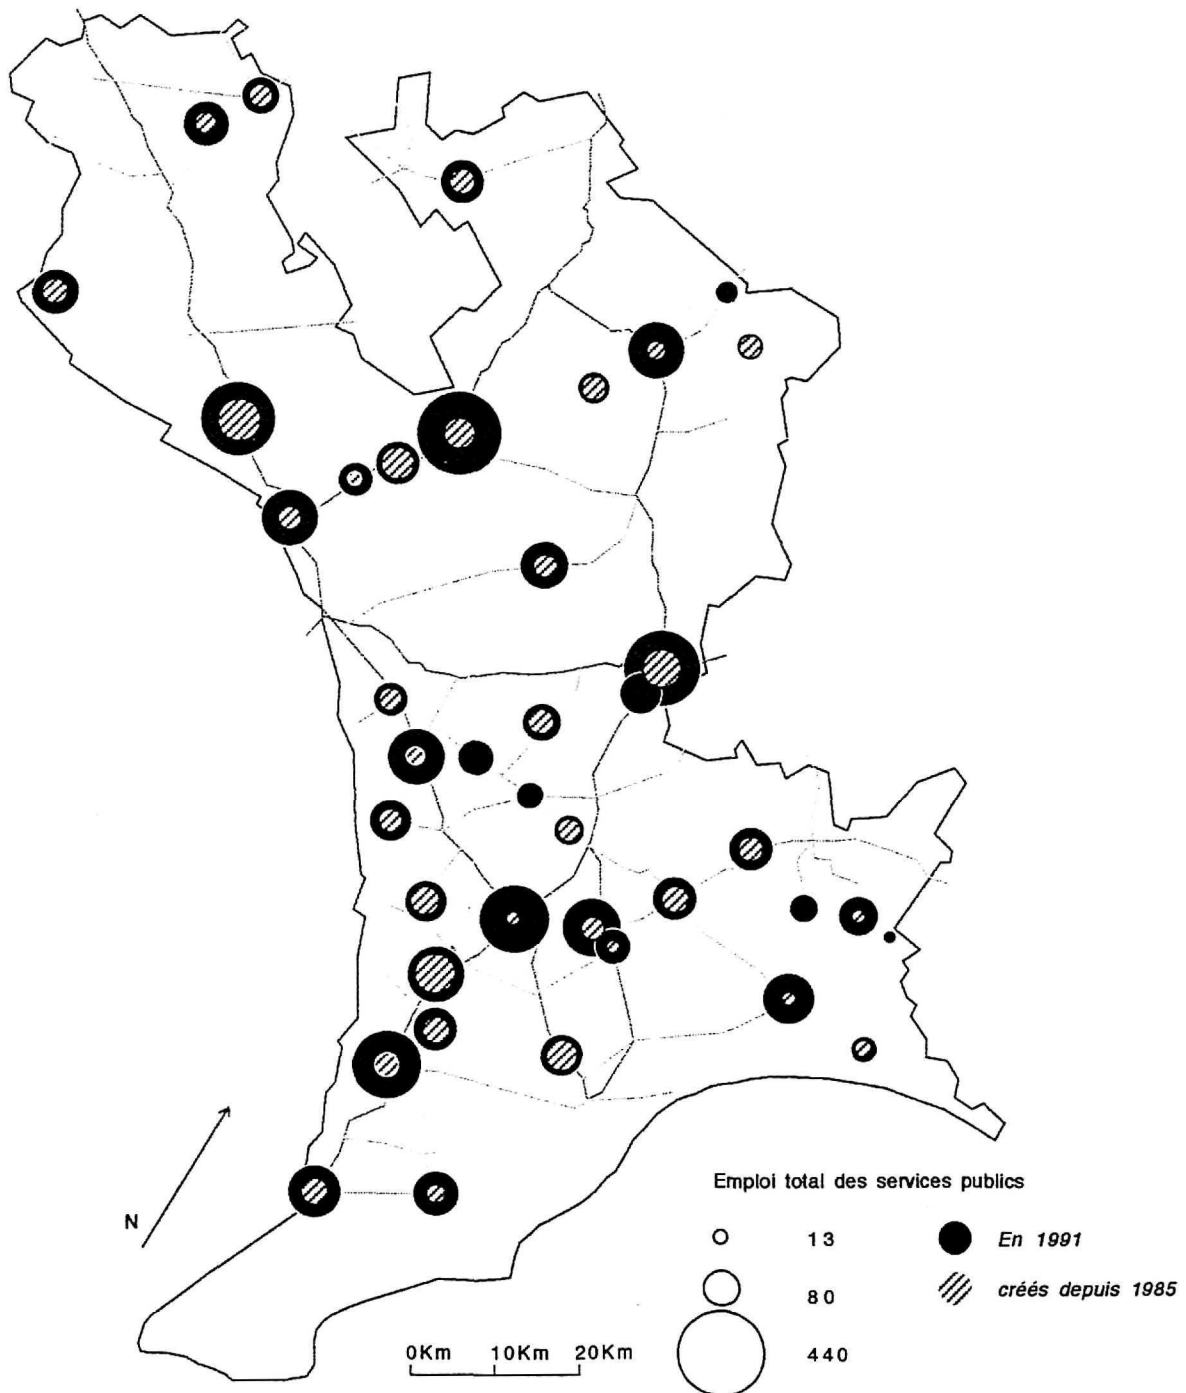 Emploi total des services publics
13
En 1991
80
créés depuis 1985
440
N
0Km 10Km 20Km